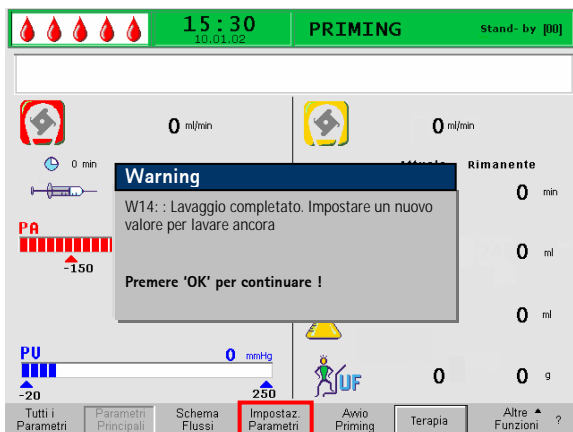 15:30
10.01.02
PRIMING
Stand- by [00]
0 ml/min
0 ml/min
0 min
Rimanente
0 min
Warning
W14: : Lavaggio completato. Impostare un nuovo
valore per lavare ancora
Premere 'OK' per continuare !
PA
-150
0 ml
0 ml
PV
0 mmHg
-20
250
UF
0
0 g
Tutti i
Parametri
Parametri
Principali
Schema
Flussi
Impostaz.
Parametri
Avvio
Priming
Terapia
Altre
Funzioni
?